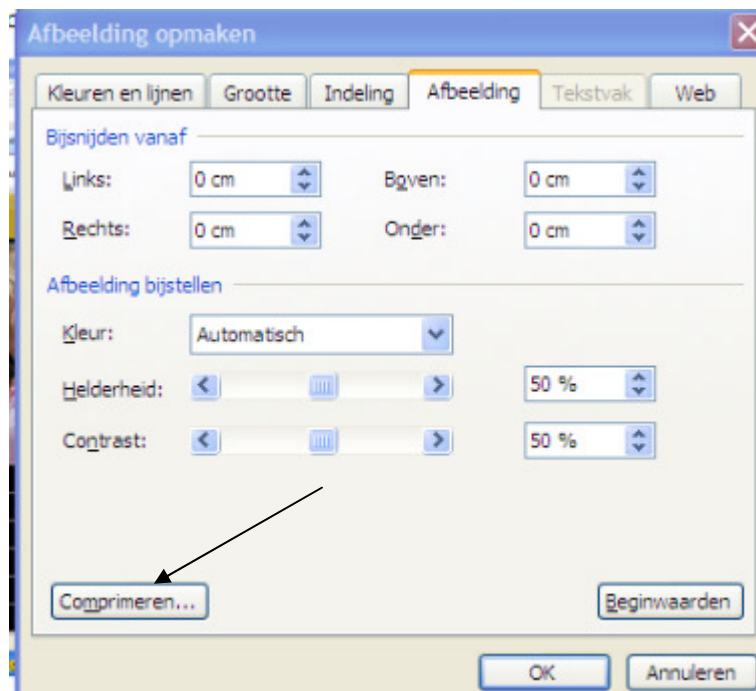 Afbeelding opmaken
Kleuren en lijnen Grootte Indeling Afbeelding Tekstvak Web
Bijsnijden vanaf
Links: 0 cm Boven: 0 cm
Rechts: 0 cm Onder: 0 cm
Afbeelding bijstellen
Kleur: Automatisch
Helderheid: 50 %
Contrast: 50 %
Comprimeren... Beginwaarden
OK Annuleren